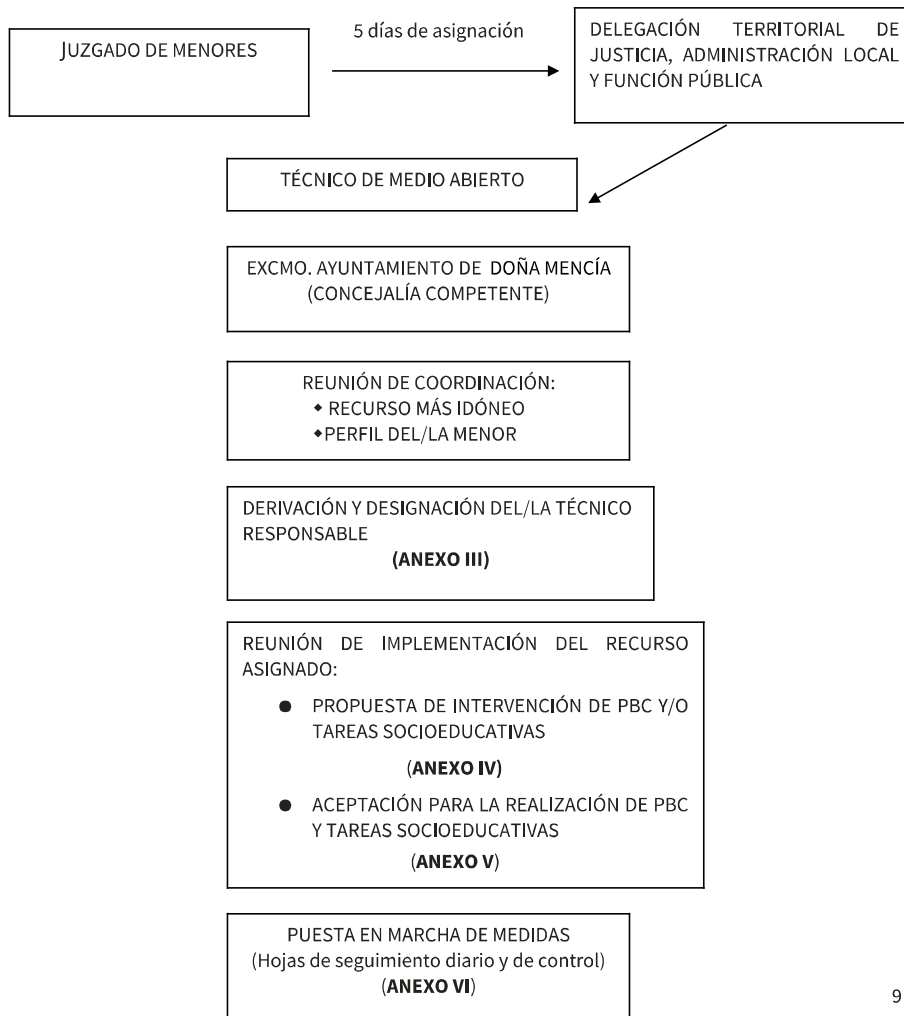 JUZGADO DE MENORES
5 días de asignación
DELEGACIÓN TERRITORIAL DE
JUSTICIA, ADMINISTRACIÓN LOCAL
Y FUNCIÓN PÚBLICA
TÉCNICO DE MEDIO ABIERTO
EXCMO. AYUNTAMIENTO DE DOÑA MENCÍA
(CONCEJALÍA COMPETENTE)
REUNIÓN DE COORDINACIÓN:
◆ RECURSO MÁS IDÓNEO
◆PERFIL DEL/LA MENOR
DERIVACIÓN Y DESIGNACIÓN DEL/LA TÉCNICO
RESPONSABLE
(ANEXO III)
REUNIÓN DE IMPLEMENTACIÓN DEL RECURSO
ASIGNADO:
● PROPUESTA DE INTERVENCIÓN DE PBC Y/O
TAREAS SOCIOEDUCATIVAS
(ANEXO IV)
● ACEPTACIÓN PARA LA REALIZACIÓN DE PBC
Y TAREAS SOCIOEDUCATIVAS
(ANEXO V)
PUESTA EN MARCHA DE MEDIDAS
(Hojas de seguimiento diario y de control)
(ANEXO VI)
9